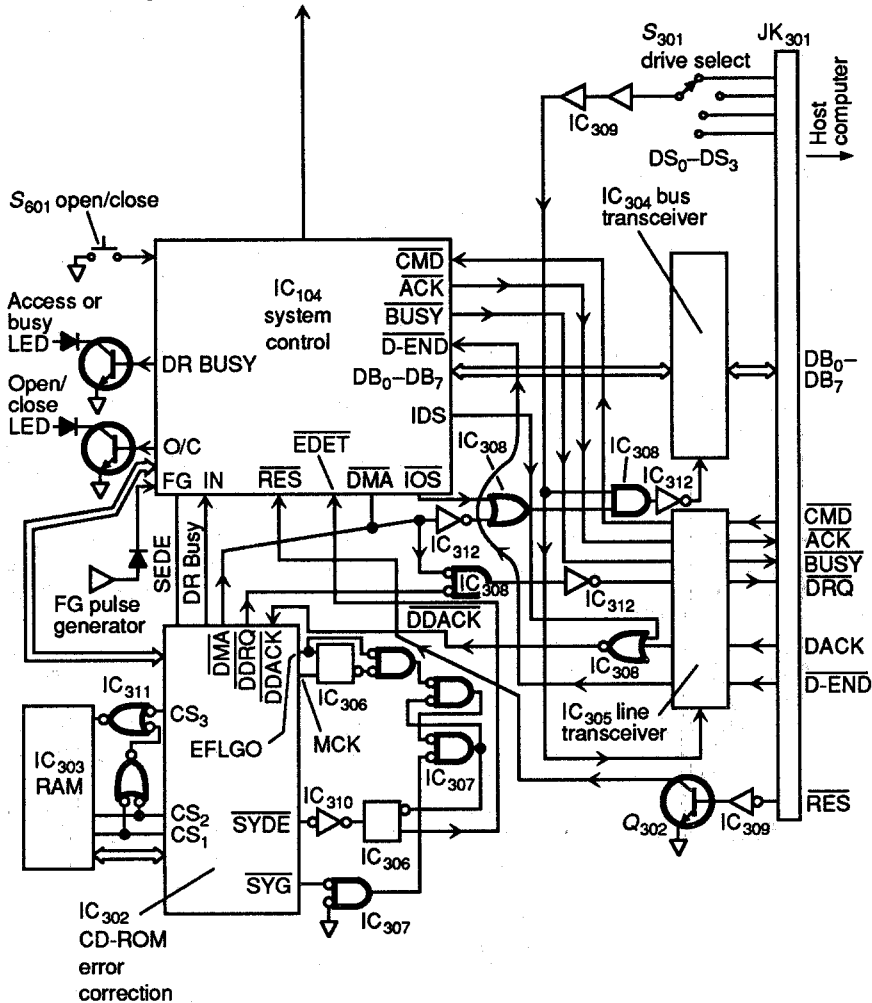 S301
drive select
JK301
IC309
DS0–DS3
Host
computer
IC304 bus
transceiver
S601 open/close
Access or
busy
LED
Open/
close
LED
IC104
system
control
CMD
ACK
BUSY
D-END
DB0–DB7
IDS
DR BUSY
O/C
FG IN
RES
EDET
DMA
IOS
IC308
IC308
IC312
DB0–
DB7
CMD
ACK
BUSY
DRQ
DACK
D-END
RES
SEDE
DR Busy
FG pulse
generator
IC312
IC308
IC312
DDACK
IC308
DMA
DDRQ
DDACK
IC306
EFLGO
MCK
IC307
IC305 line
transceiver
IC311
CS3
IC303
RAM
CS2
CS1
SYDE
IC310
IC306
SYG
IC307
Q302
IC309
IC302
CD-ROM
error
correction